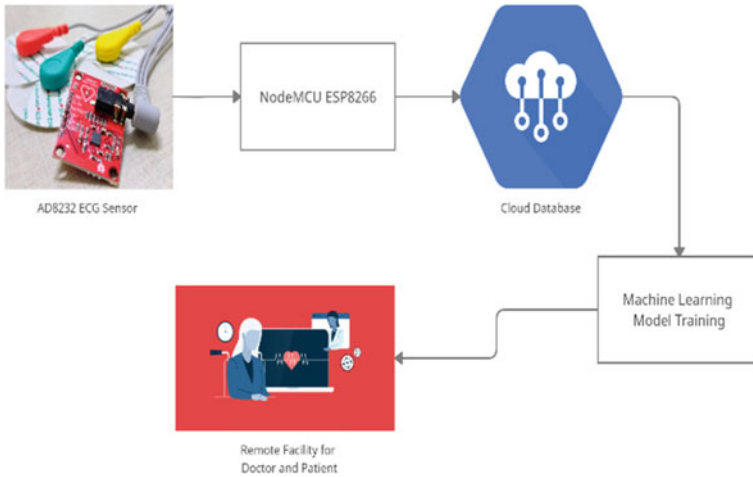 NodeMCU ESP8266
AD8232 ECG Sensor
Cloud Database
Machine Learning
Model Training
Remote Facility for
Doctor and Patient